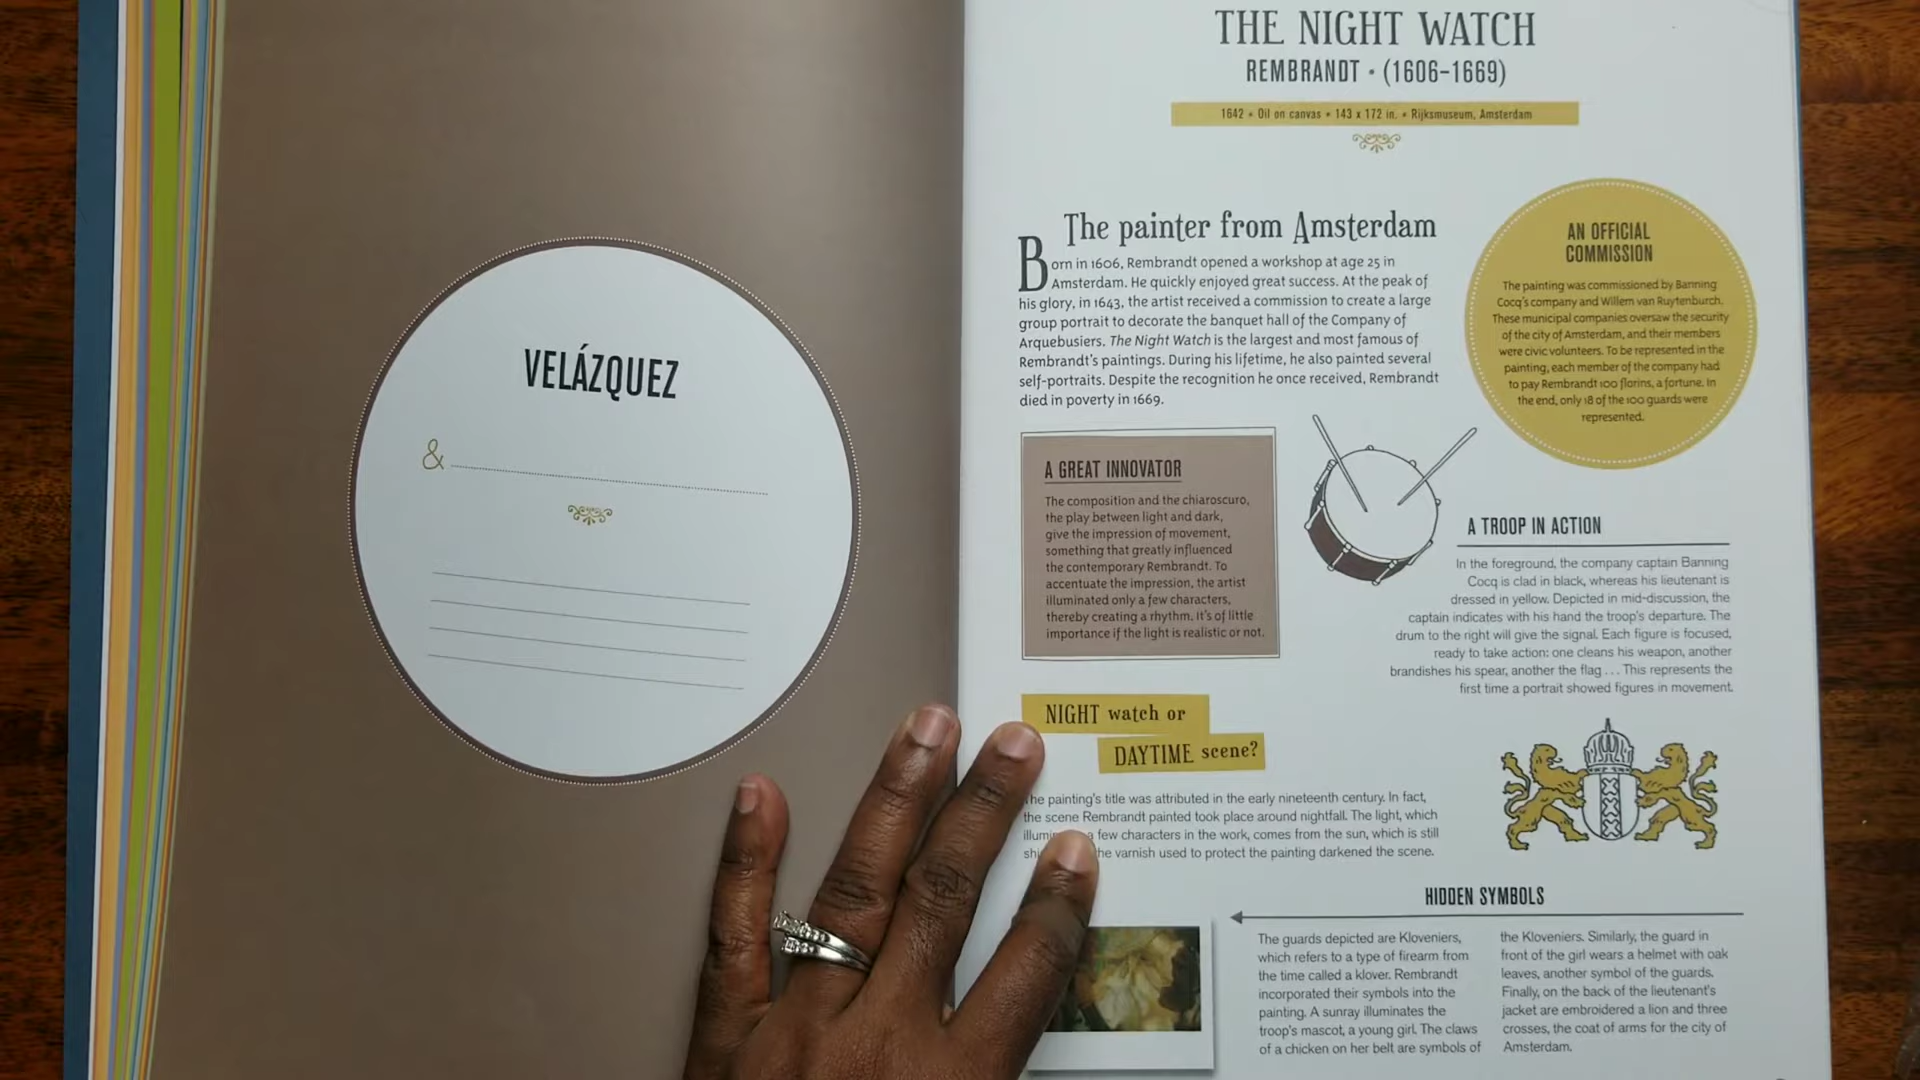 VELÁZQUEZ
&
THE NIGHT WATCH
REMBRANDT • (1606–1669)
1642 • Oil on canvas • 143 x 172 in. • Rijksmuseum, Amsterdam
The painter from Amsterdam
Born in 1606, Rembrandt opened a workshop at age 25 in
Amsterdam. He quickly enjoyed great success. At the peak of
his glory, in 1643, the artist received a commission to create a large
group portrait to decorate the banquet hall of the Company of
Arquebusiers. The Night Watch is the largest and most famous of
Rembrandt's paintings. During his lifetime, he also painted several
self-portraits. Despite the recognition he once received, Rembrandt
died in poverty in 1669.
AN OFFICIAL
COMMISSION
The painting was commissioned by Banning
Cocq's company and Willem van Ruytenburch.
These municipal companies oversaw the security
of the city of Amsterdam, and their members
were civic volunteers. To be represented in the
painting, each member of the company had
to pay Rembrandt 100 florins, a fortune. In
the end, only 18 of the 100 guards were
represented.
A GREAT INNOVATOR
The composition and the chiaroscuro,
the play between light and dark,
give the impression of movement,
something that greatly influenced
the contemporary Rembrandt. To
accentuate the impression, the artist
illuminated only a few characters,
thereby creating a rhythm. It's of little
importance if the light is realistic or not.
A TROOP IN ACTION
In the foreground, the company captain Banning
Cocq is clad in black, whereas his lieutenant is
dressed in yellow. Depicted in mid-discussion, the
captain indicates with his hand the troop's departure. The
drum to the right will give the signal. Each figure is focused,
ready to take action: one cleans his weapon, another
brandishes his spear, another the flag . . . This represents the
first time a portrait showed figures in movement.
NIGHT watch or
DAYTIME scene?
The painting's title was attributed in the early nineteenth century. In fact,
the scene Rembrandt painted took place around nightfall. The light, which
a few characters in the work, comes from the sun, which is still
the varnish used to protect the painting darkened the scene.
HIDDEN SYMBOLS
The guards depicted are Kloveniers,
which refers to a type of firearm from
the time called a klover. Rembrandt
incorporated their symbols into the
painting. A sunray illuminates the
troop's mascot, a young girl. The claws
of a chicken on her belt are symbols of
the Kloveniers. Similarly, the guard in
front of the girl wears a helmet with oak
leaves, another symbol of the guards.
Finally, on the back of the lieutenant's
jacket are embroidered a lion and three
crosses, the coat of arms for the city of
Amsterdam.